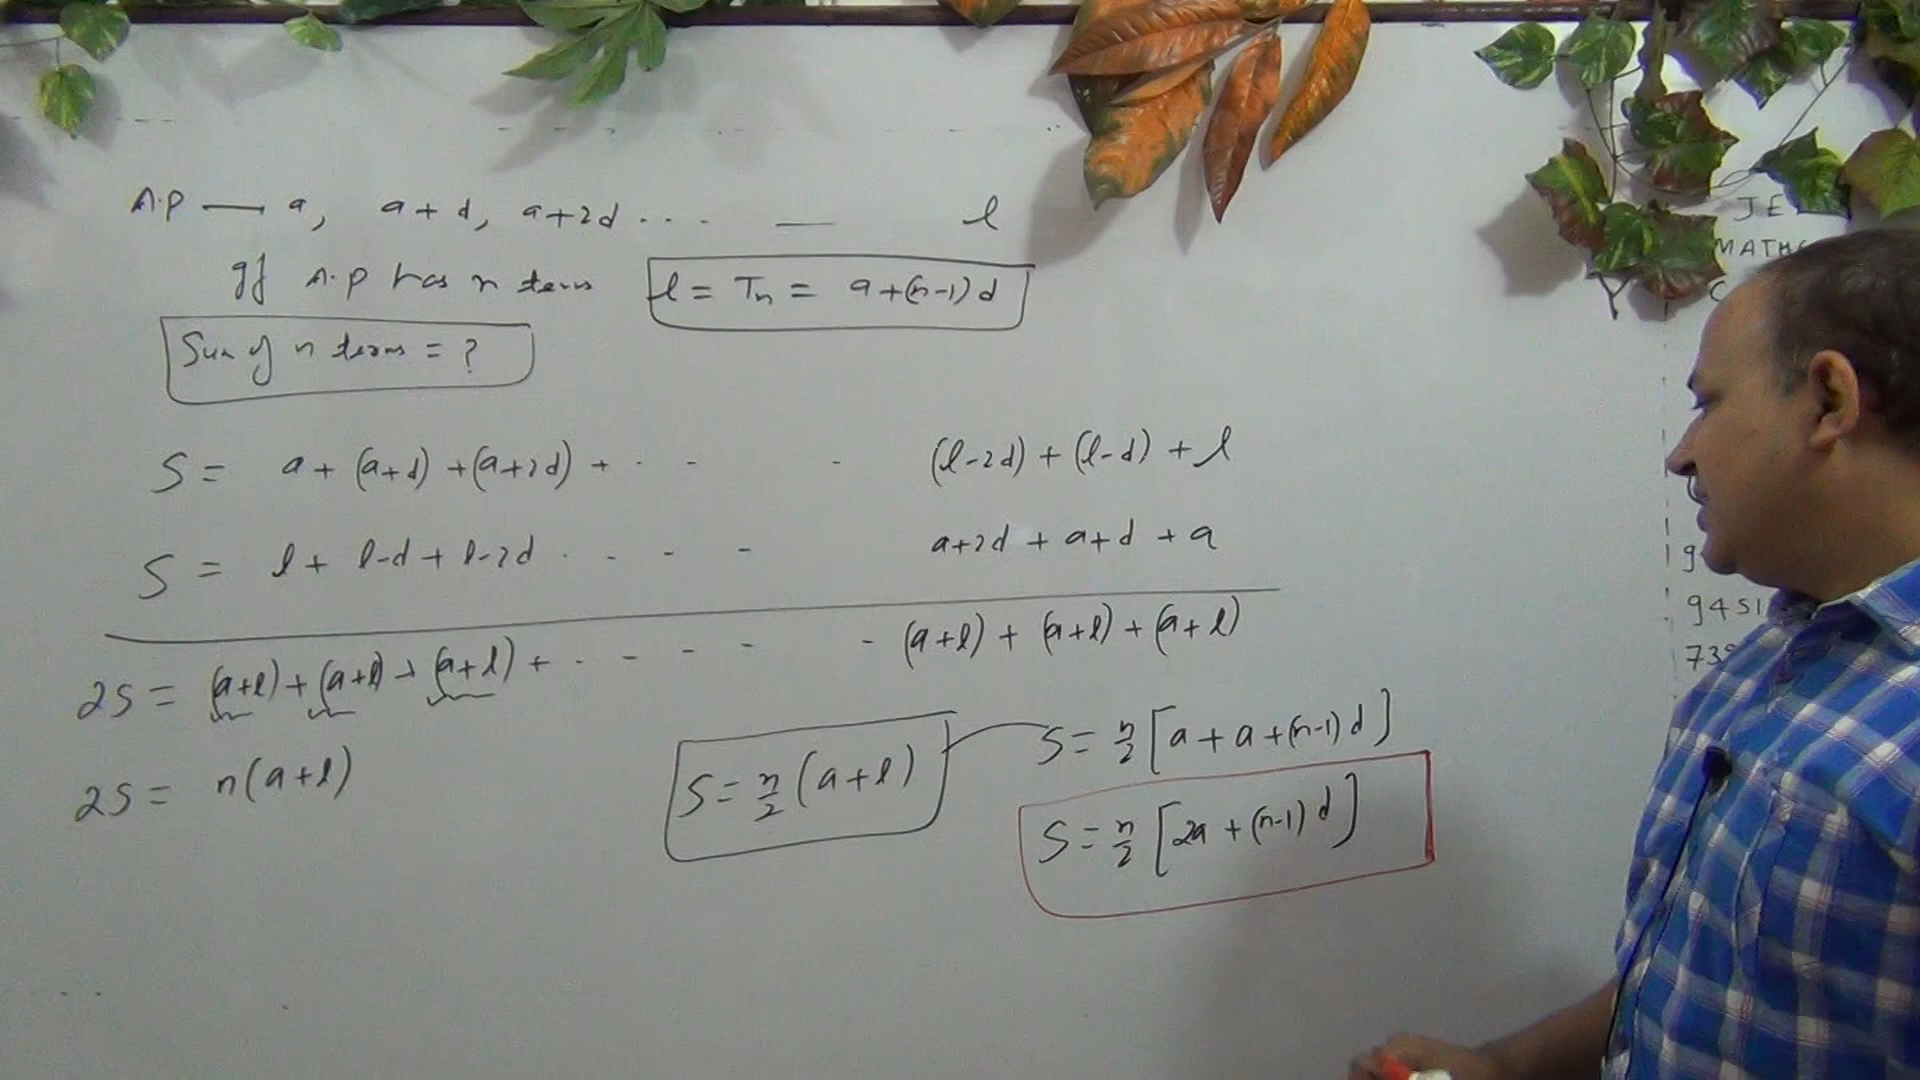 A.P — a, a+d, a+2d . . . . — l
If A.P has n terms l = Tn = a+(n-1)d
Sum of n terms = ?
S = a + (a+d) + (a+2d) + . - - (l-2d) + (l-d) + l
S = l + l-d + l-2d . - - - a+2d + a+d + a
2S = (a+l) + (a+l) + (a+l) + . - - - - (a+l) + (a+l) + (a+l)
2S = n(a+l)
S = n/2 (a+l)
S = n/2 [a + a + (n-1)d]
S = n/2 [2a + (n-1)d]
JE
MATH
9451
73